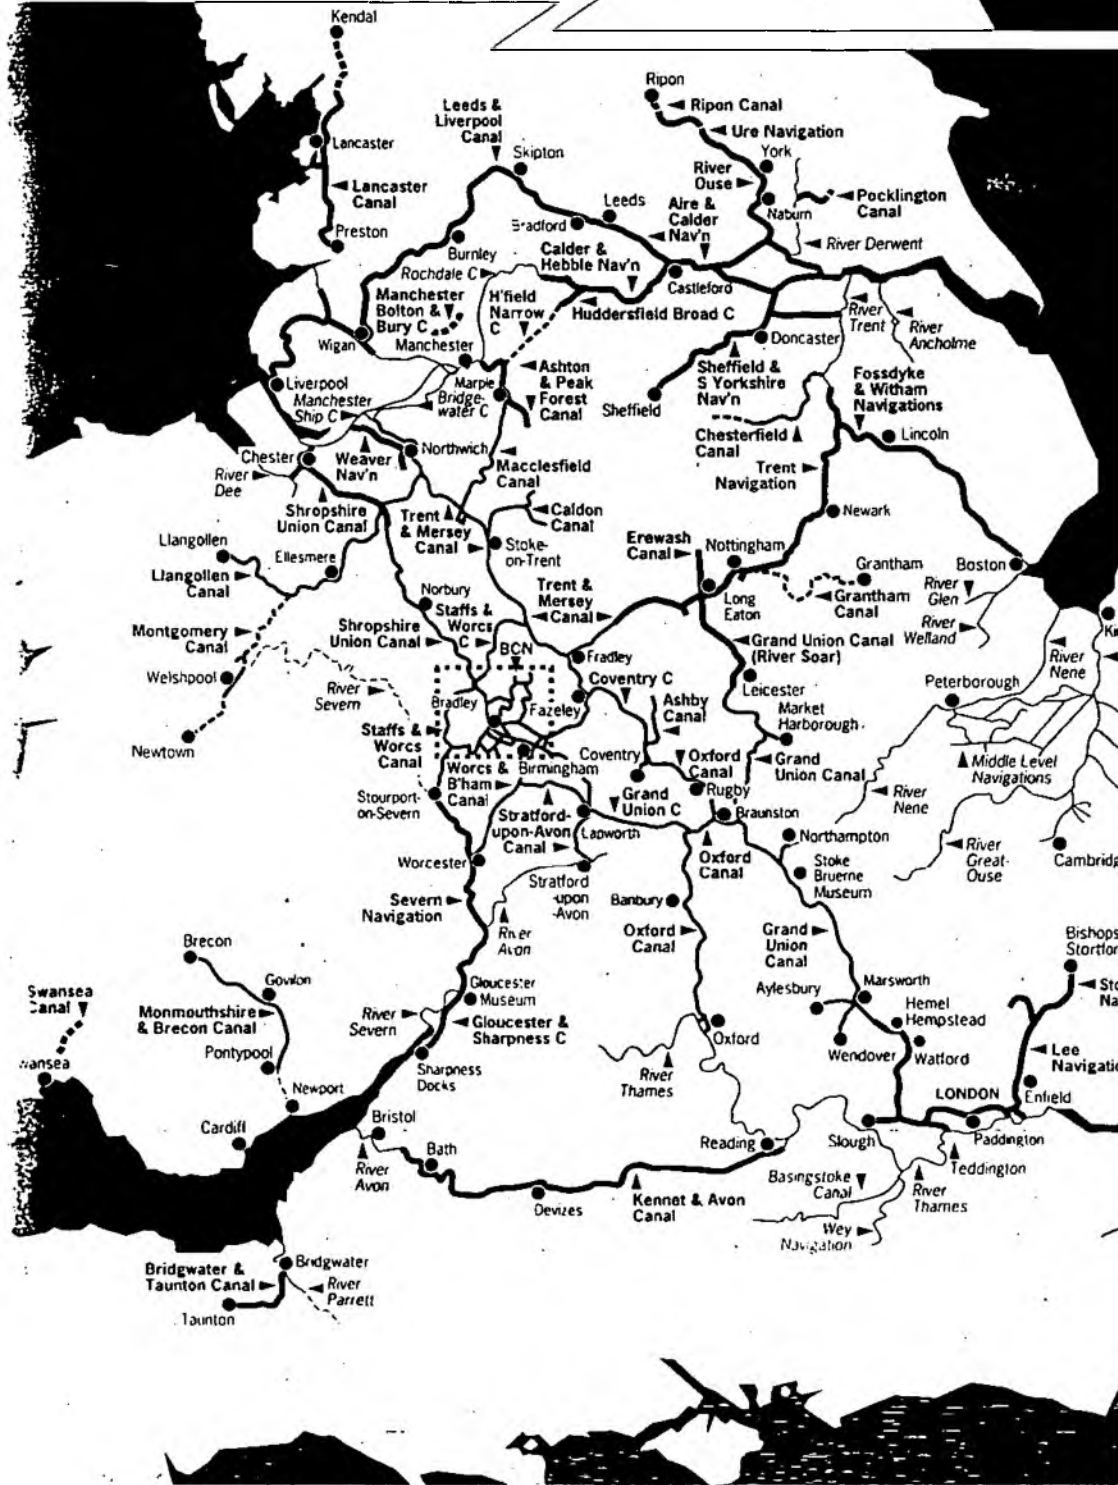 Kendal
Ripon
Ripon Canal
Leeds &
Liverpool
Canal
Ure Navigation
York
Lancaster
Skipton
River
Ouse
Lancaster
Canal
Leeds
Aire &
Calder
Nav'n
Pocklington
Canal
Naburn
Preston
Bradford
Burnley
Calder &
Hebble Nav'n
River Derwent
Rochdale C
Castleford
Manchester
Bolton &
Bury C
H'field
Narrow
C
Huddersfield Broad C
River
Trent
River
Ancholme
Wigan
Manchester
Doncaster
Liverpool
Marple
Ashton
& Peak
Forest
Canal
Sheffield &
S Yorkshire
Nav'n
Fossdyke
& Witham
Navigations
Manchester
Ship C
Bridge-
water C
Sheffield
Lincoln
Chesterfield
Canal
Chester
Weaver
Nav'n
Northwich
Macclesfield
Canal
Trent
Navigation
River
Dee
Shropshire
Union Canal
Trent
& Mersey
Canal
Caldon
Canal
Newark
Llangollen
Ellesmere
Stoke-
on-Trent
Erewash
Canal
Nottingham
Grantham
Boston
Llangollen
Canal
Norbury
Trent &
Mersey
Canal
Long
Eaton
Grantham
Canal
River
Glen
River
Welland
Staffs &
Worcs
C
Montgomery
Canal
Shropshire
Union Canal
Grand Union Canal
(River Soar)
BCN
Fradley
River
Nene
Welshpool
River
Severn
Bradley
Fazeley
Coventry C
Ashby
Canal
Leicester
Peterborough
Market
Harborough
Newtown
Staffs &
Worcs
Canal
Coventry
Oxford
Canal
Grand
Union Canal
Middle Level
Navigations
Worcs &
B'ham
Canal
Birmingham
Grand
Union C
Rugby
River
Nene
Stourport-
on-Severn
Stratford-
upon-Avon
Canal
Lapworth
Braunston
Northampton
Worcester
Oxford
Canal
Stoke
Bruerne
Museum
River
Great
Ouse
Cambridg
Severn
Navigation
Stratford
-upon
-Avon
Banbury
River
Avon
Oxford
Canal
Grand
Union
Canal
Bishops
Stortfor
Brecon
Govilon
Gloucester
Museum
Aylesbury
Marsworth
Swansea
Canal
Monmouthshire
& Brecon Canal
River
Severn
Gloucester &
Sharpness C
Hemel
Hempstead
Pontypool
Sharpness
Docks
Oxford
River
Thames
Wendover
Watford
Lee
Navigatio
Newport
LONDON
Enfield
Cardiff
Bristol
Bath
Reading
Slough
Paddington
River
Avon
Teddington
Basingstoke
Canal
River
Thames
Devizes
Kennet & Avon
Canal
Wey
Navigation
Bridgwater &
Taunton Canal
Bridgwater
River
Parrett
Taunton